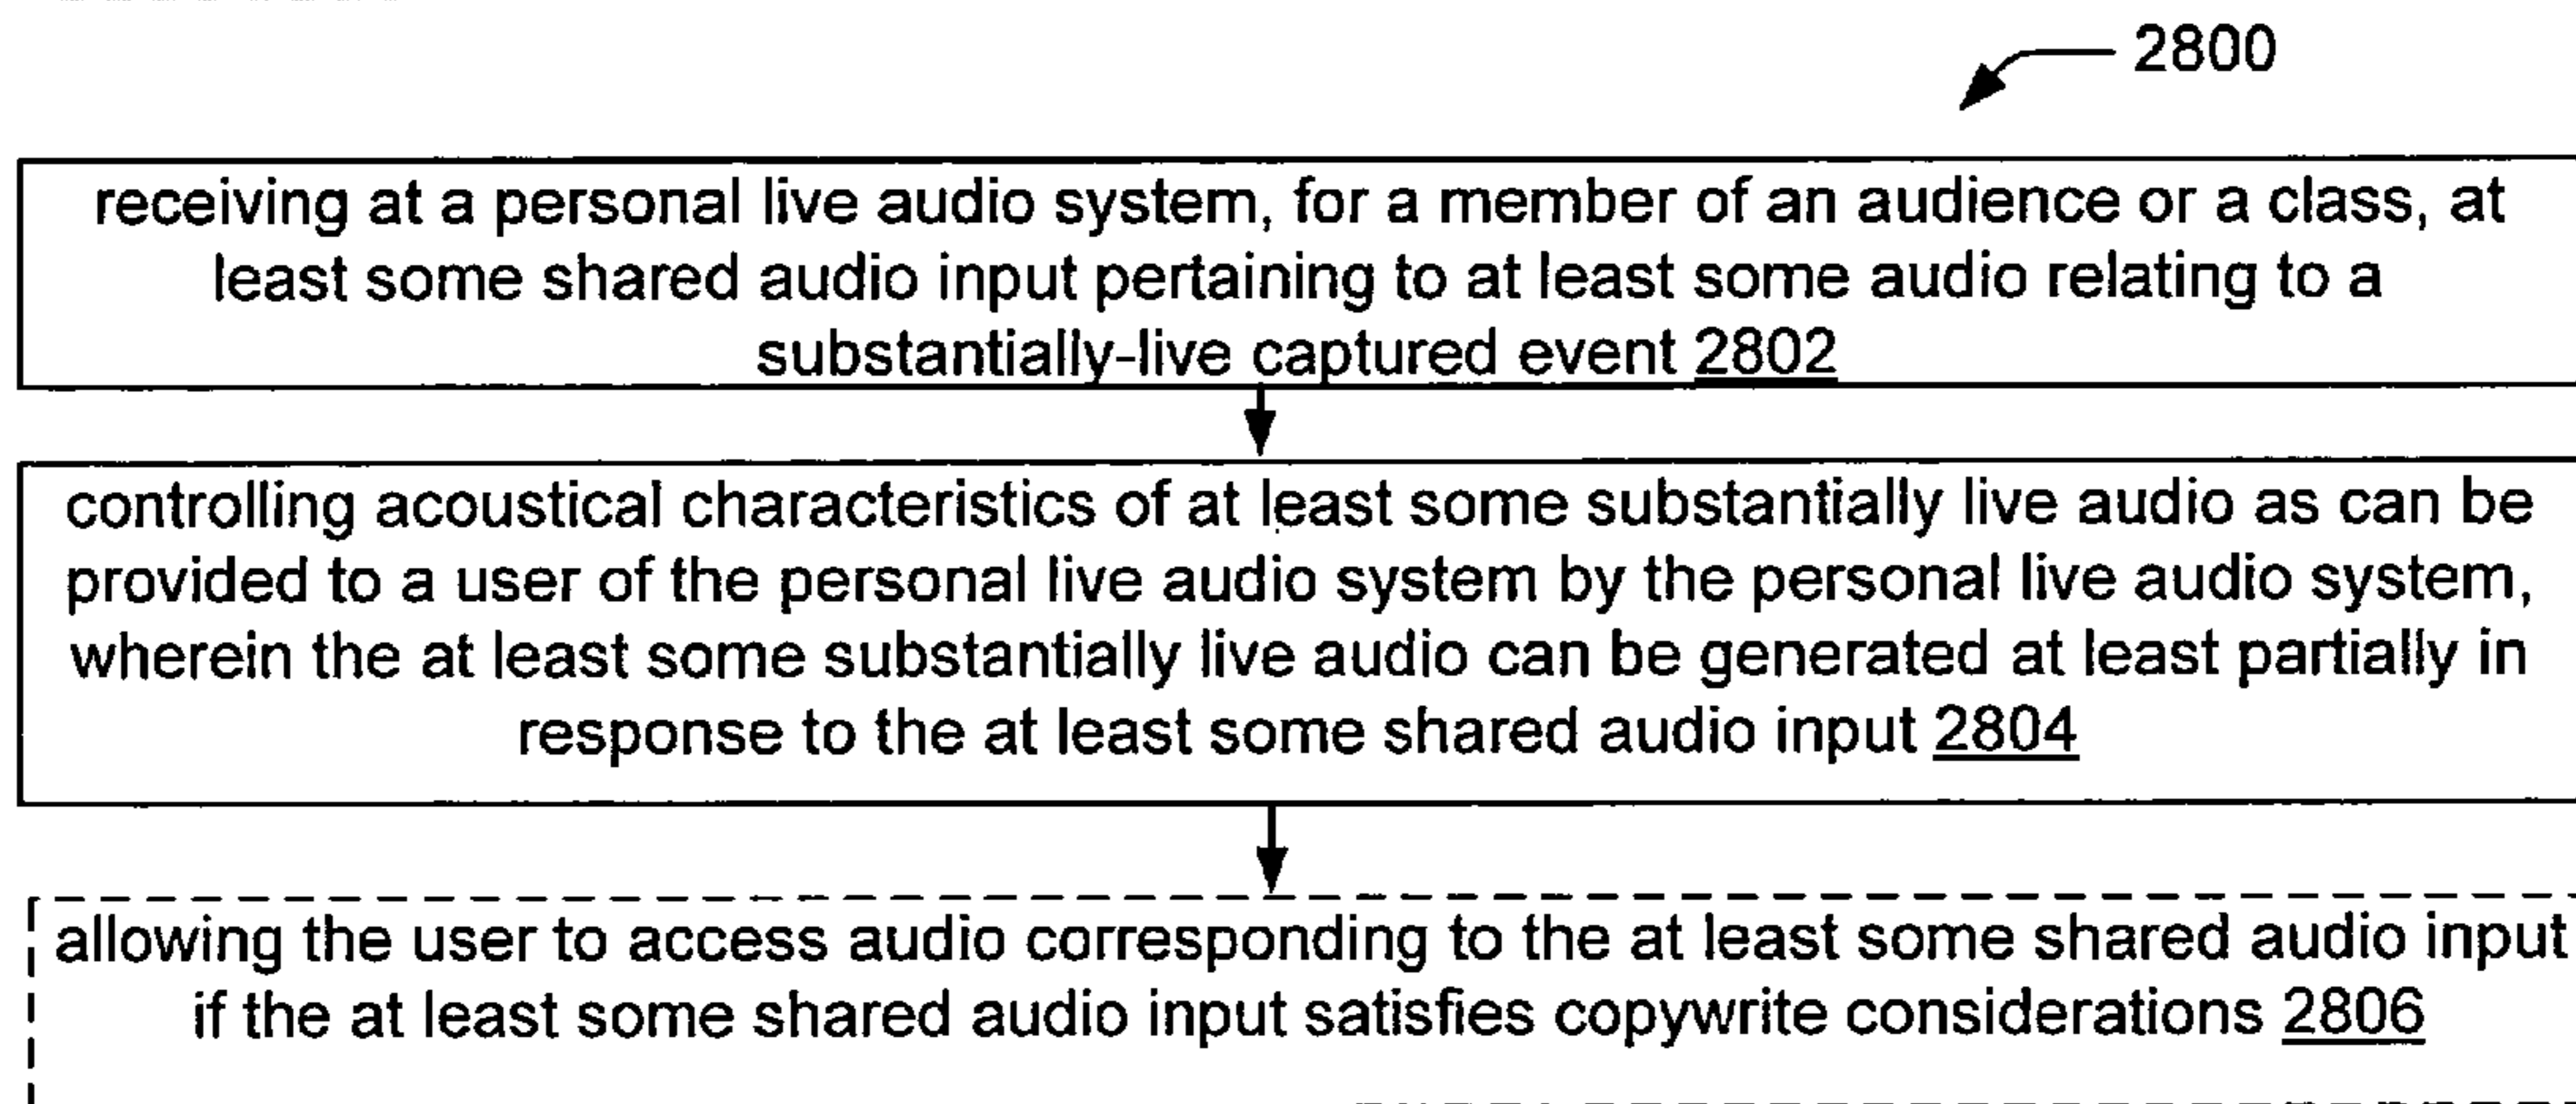 2800
receiving at a personal live audio system, for a member of an audience or a class, at
least some shared audio input pertaining to at least some audio relating to a
substantially-live captured event 2802
controlling acoustical characteristics of at least some substantially live audio as can be
provided to a user of the personal live audio system by the personal live audio system,
wherein the at least some substantially live audio can be generated at least partially in
response to the at least some shared audio input 2804
allowing the user to access audio corresponding to the at least some shared audio input
if the at least some shared audio input satisfies copywrite considerations 2806